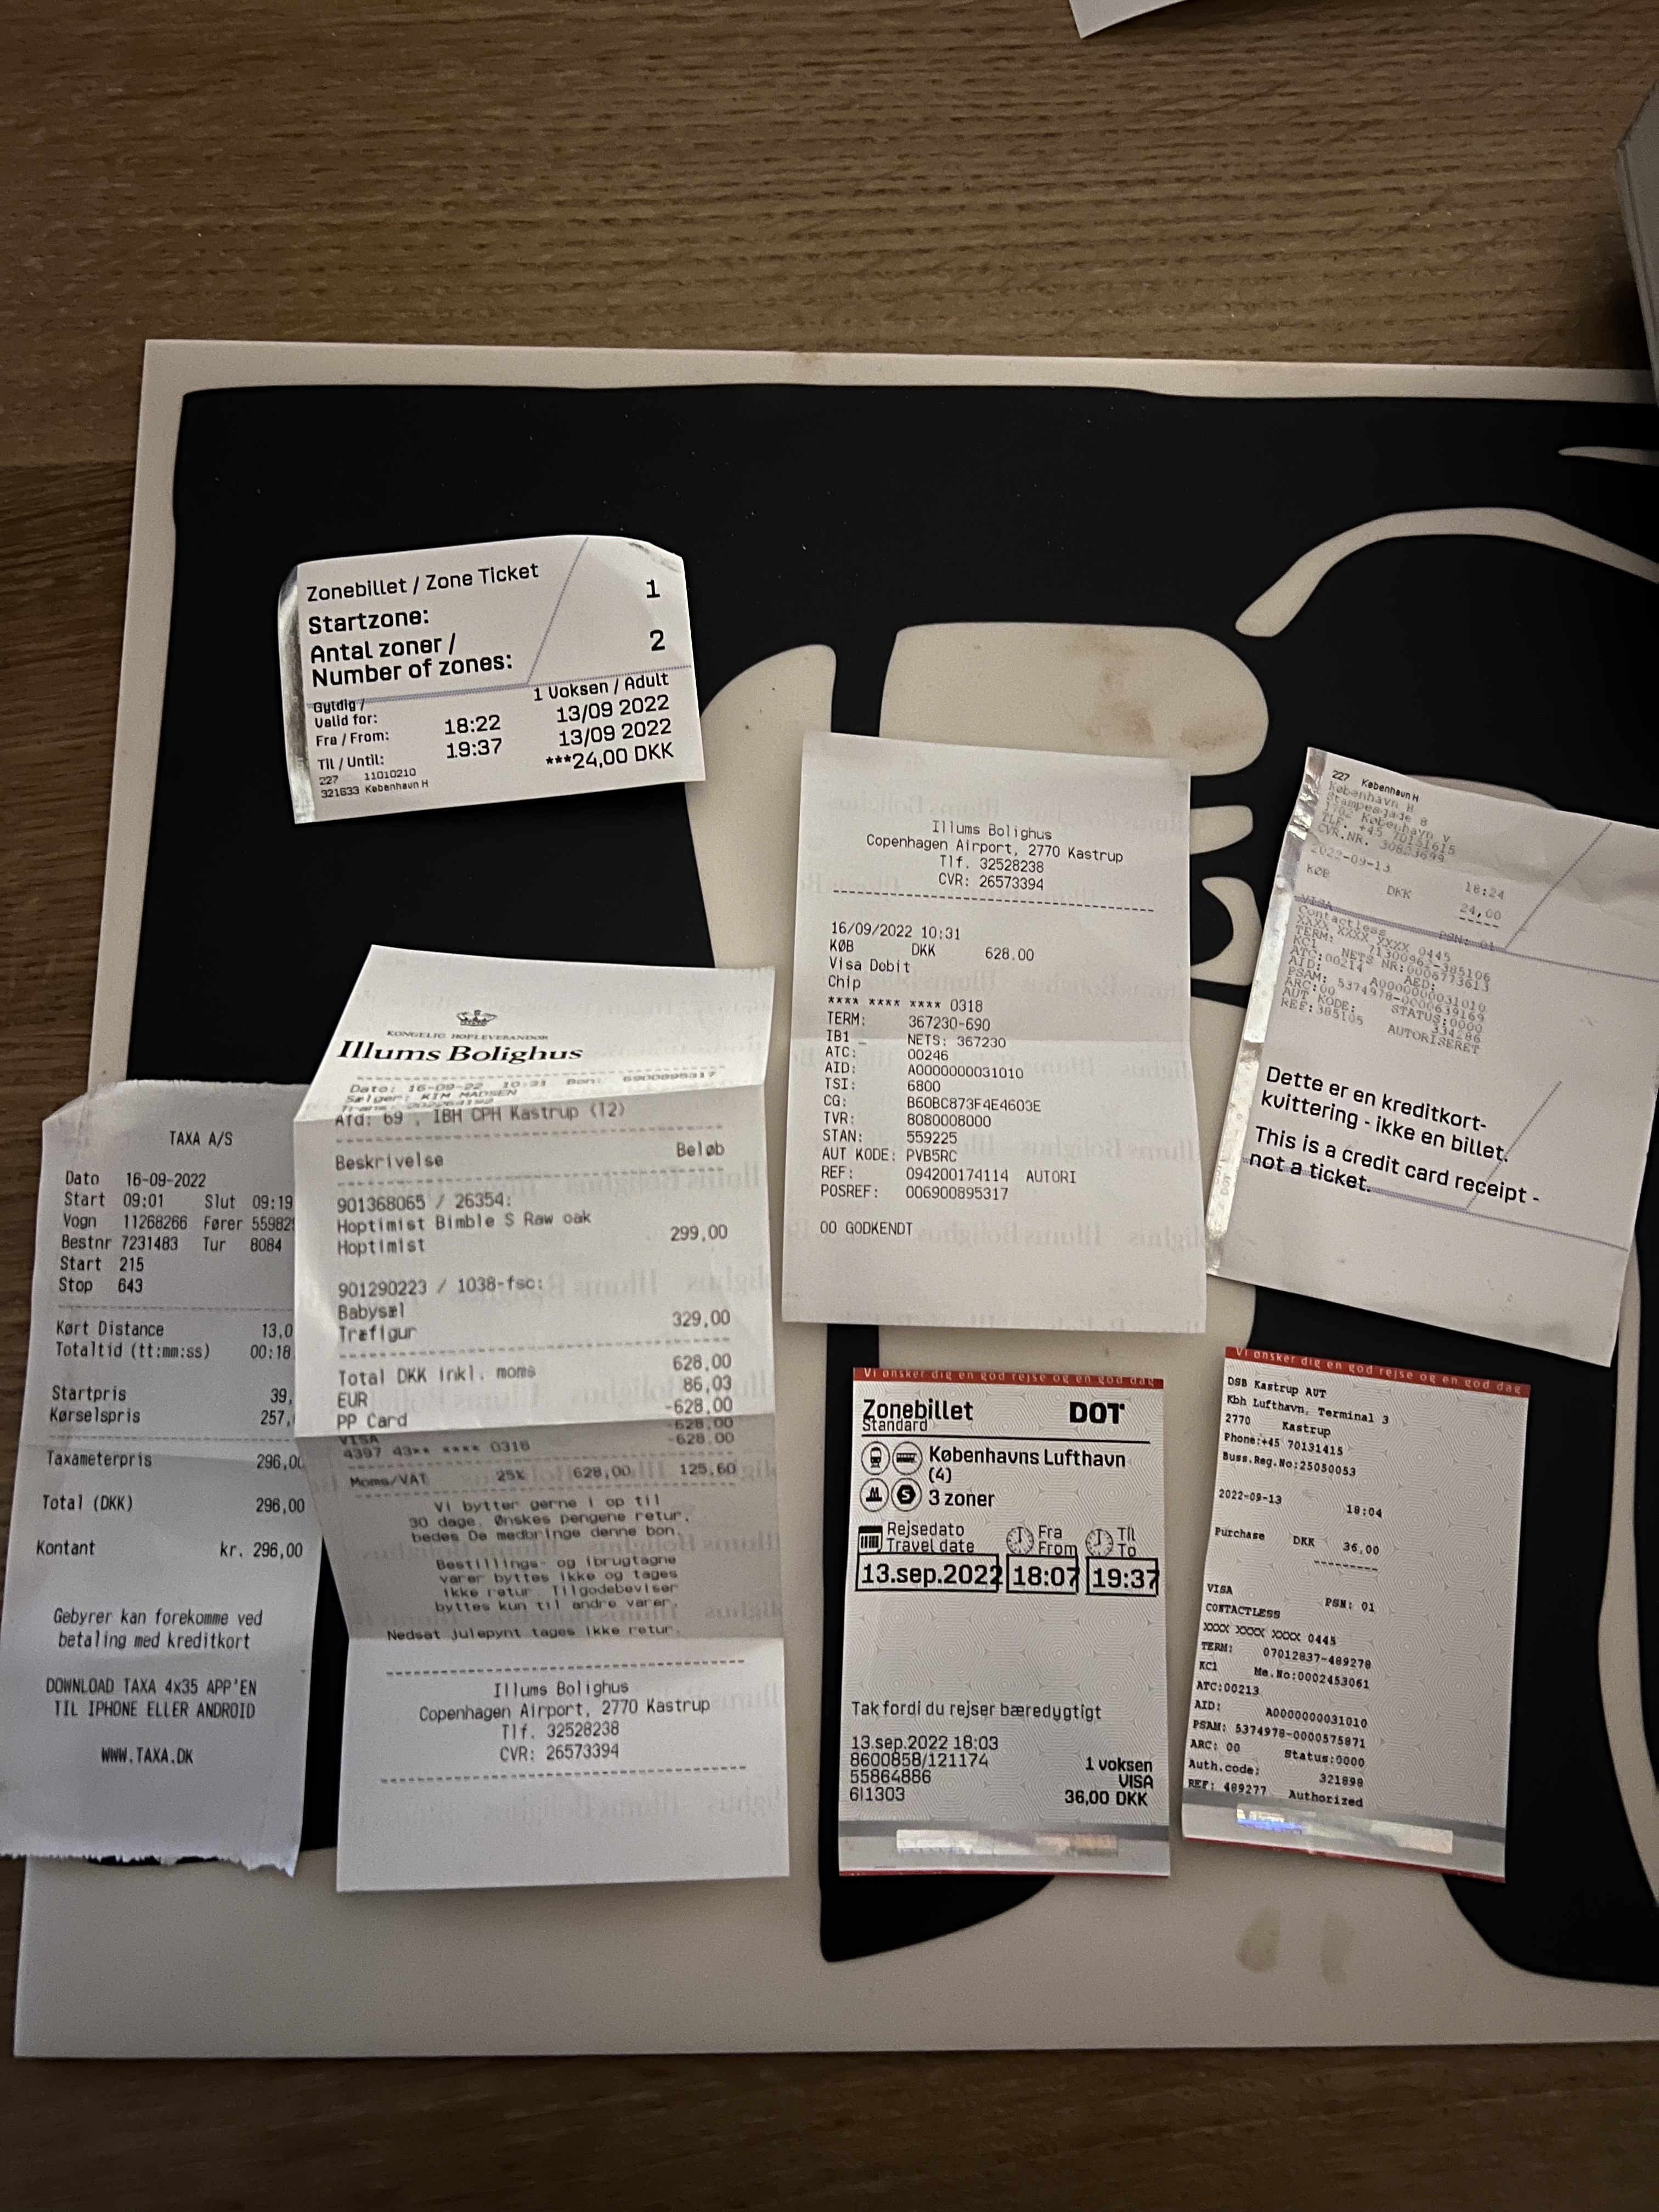 Zonebillet / Zone Ticket
Startzone: 1
Antal zoner /
Number of zones: 2
Gyldig /
Valid for: 1 Voksen / Adult
Fra / From: 18:22 13/09 2022
Til / Until: 19:37 13/09 2022
***24,00 DKK
227 11010210
321633 København H
Illums Bolighus
Copenhagen Airport, 2770 Kastrup
Tlf. 32528238
CVR: 26573394
16/09/2022 10:31
KØB DKK 628.00
Visa Debit
Chip
**** **** **** 0318
TERM: 367230-690
IB1 _ NETS: 367230
ATC: 00246
AID: A0000000031010
TSI: 6800
CG: B60BC873F4E4603E
TVR: 8080008000
STAN: 559225
AUT KODE: PVB5RC
REF: 094200174114 AUTORI
POSREF: 006900895317
00 GODKENDT
227 København H
København H
Stampesgade 8
1702 København V
TLF. +45 70131615
CVR.NR. 30823699
2022-09-13 18:24
KØB DKK 24,00
VISA PSN: 01
Contactless
XXXX XXXX XXXX 0445
TERM: 71300962-385106
KC1 NETS NR:0006773613
ATC:00214 AED:
AID: A0000000031010
PSAM: 5374978-0000639169
ARC:00 STATUS:0000
AUT KODE: 334286
REF:385105 AUTORISERET
Dette er en kreditkort-
kvittering - ikke en billet.
This is a credit card receipt -
not a ticket.
TAXA A/S
Dato 16-09-2022
Start 09:01 Slut 09:19
Vogn 11268266 Fører 55982
Bestnr 7231483 Tur 8084
Start 215
Stop 643
Kørt Distance 13,0
Totaltid (tt:mm:ss) 00:18
Startpris 39,
Kørselspris 257,
Taxameterpris 296,00
Total (DKK) 296,00
Kontant kr. 296,00
Gebyrer kan forekomme ved
betaling med kreditkort
DOWNLOAD TAXA 4x35 APP'EN
TIL IPHONE ELLER ANDROID
WWW.TAXA.DK
KONGELIG HOFLEVERANDØR
Illums Bolighus
Dato: 16-09-22 10:31 Bon: 6900895317
Sælger: KIM MADSEN
Afd: 69 , IBH CPH Kastrup (12)
Beskrivelse Beløb
901368065 / 26354:
Hoptimist Bimble S Raw oak
Hoptimist 299,00
901290223 / 1038-fsc:
Babysæl
Træfigur 329,00
Total DKK inkl. moms 628,00
EUR 86,03
PP Card -628,00
-628,00
VISA -628,00
4397 43** **** 0318
Moms/VAT 25% 628,00 125,60
Vi bytter gerne i op til
30 dage. Ønskes pengene retur,
bedes De medbringe denne bon.
Bestillings- og ibrugtagne
varer byttes ikke og tages
ikke retur. Tilgodebeviser
byttes kun til andre varer.
Nedsat julepynt tages ikke retur.
Illums Bolighus
Copenhagen Airport, 2770 Kastrup
Tlf. 32528238
CVR: 26573394
Vi ønsker dig en god rejse og en god dag
Zonebillet DOT
Standard
Københavns Lufthavn
(4)
3 zoner
Rejsedato Fra Til
Travel date From To
13.sep.2022 18:07 19:37
Tak fordi du rejser bæredygtigt
13.sep.2022 18:03
8600858/121174 1 voksen
55864886 VISA
611303 36,00 DKK
Vi ønsker dig en god rejse og en god dag
DSB Kastrup AUT
Kbh Lufthavn, Terminal 3
2770 Kastrup
Phone:+45 70131415
Buss.Reg.No:25050053
2022-09-13 18:04
Purchase DKK 36,00
VISA PSN: 01
CONTACTLESS
XXXX XXXX XXXX 0445
TERM: 07012837-489278
KC1 Me.No:0002453061
ATC:00213
AID: A0000000031010
PSAM: 5374978-0000575871
ARC: 00 Status:0000
Auth.code: 321898
REF: 489277 Authorized